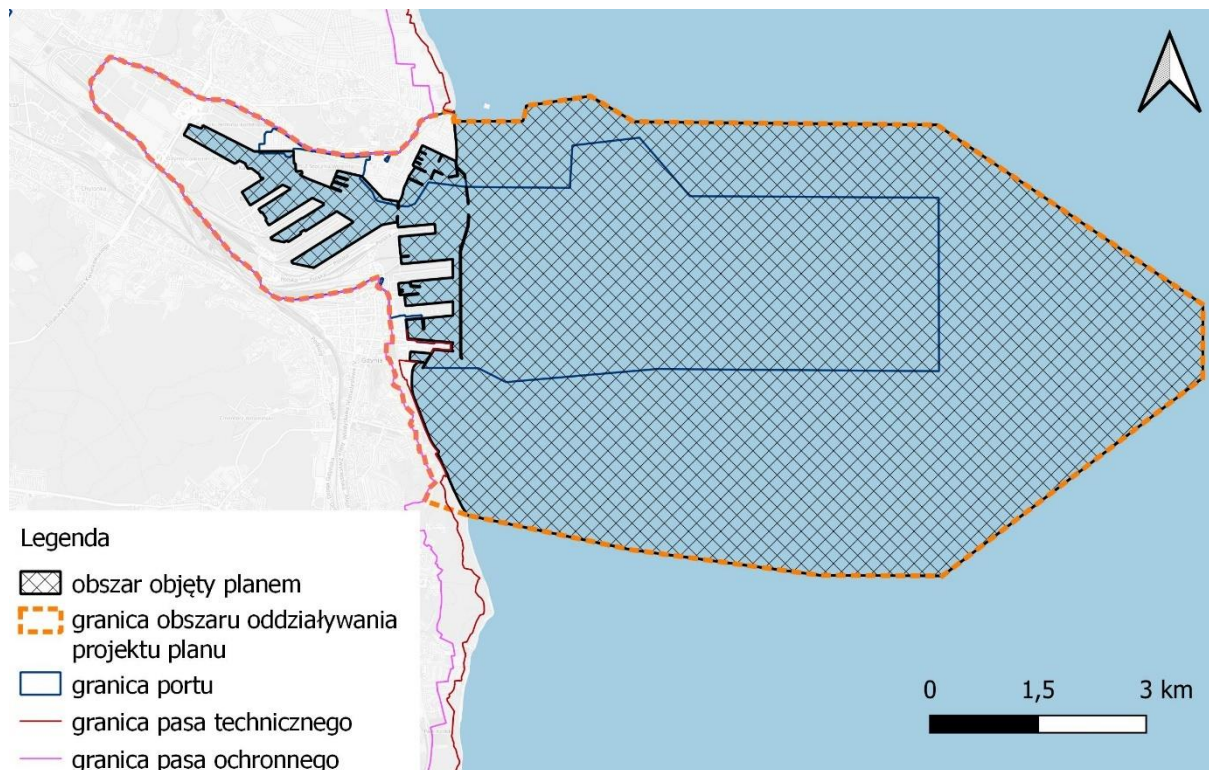 Gdynia
Legenda
obszar objęty planem
granica obszaru oddziaływania
projektu planu
granica portu
granica pasa technicznego
granica pasa ochronnego
0 1,5 3 km